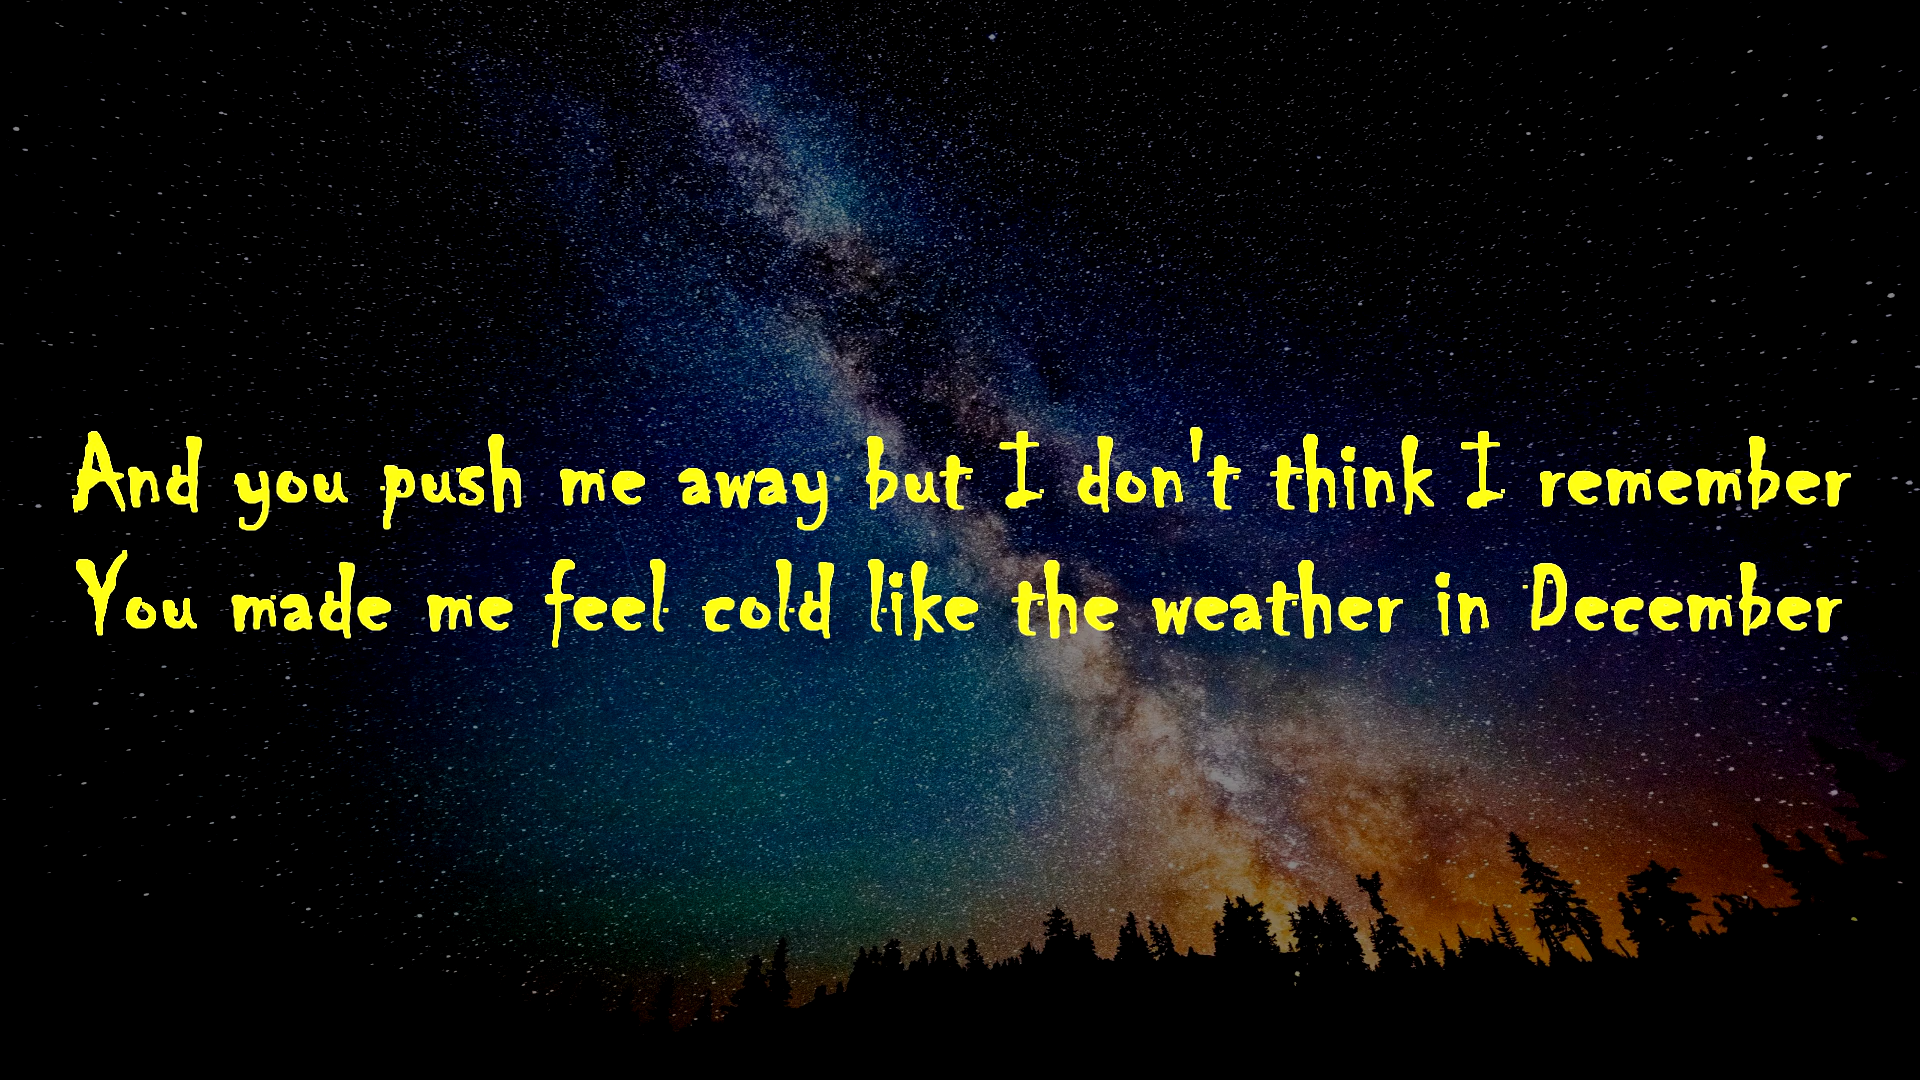 And you push me away but I don't think I remember
You made me feel cold like the weather in December